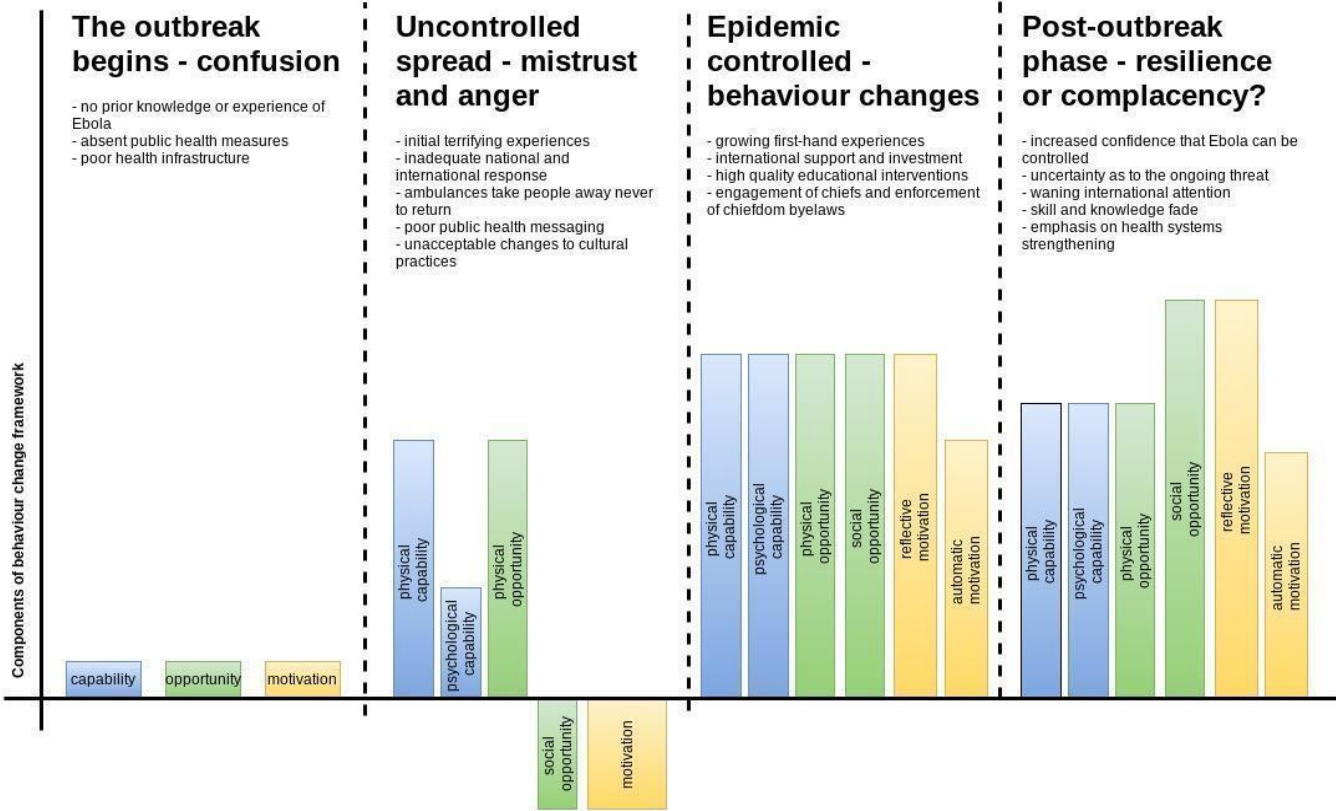 The outbreak
begins - confusion
- no prior knowledge or experience of
Ebola
- absent public health measures
- poor health infrastructure
Uncontrolled
spread - mistrust
and anger
- initial terrifying experiences
- inadequate national and
international response
- ambulances take people away never
to return
- poor public health messaging
- unacceptable changes to cultural
practices
Epidemic
controlled -
behaviour changes
- growing first-hand experiences
- international support and investment
- high quality educational interventions
- engagement of chiefs and enforcement
of chiefdom byelaws
Post-outbreak
phase - resilience
or complacency?
- increased confidence that Ebola can be
controlled
- uncertainty as to the ongoing threat
- waning international attention
- skill and knowledge fade
- emphasis on health systems
strengthening
Components of behaviour change framework
capability
opportunity
motivation
physical
capability
psychological
capability
physical
opportunity
social
opportunity
motivation
physical
capability
psychological
capability
physical
opportunity
social
opportunity
reflective
motivation
automatic
motivation
physical
capability
psychological
capability
physical
opportunity
social
opportunity
reflective
motivation
automatic
motivation